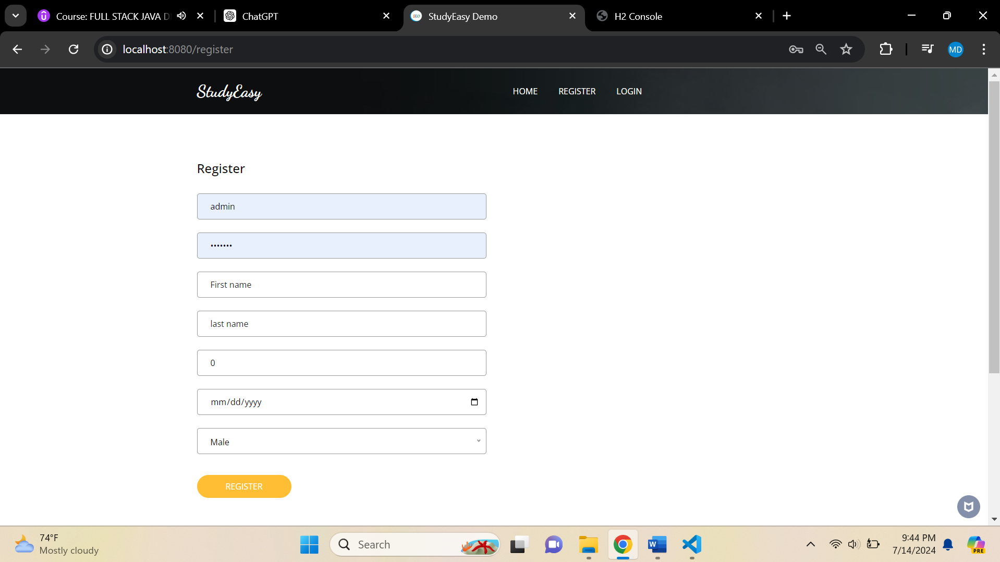 Course: FULL STACK JAVA D
ChatGPT
StudyEasy Demo
H2 Console
localhost:8080/register
MD
StudyEasy
HOME
REGISTER
LOGIN
Register
admin
•••••••
First name
last name
0
mm/dd/yyyy
Male
REGISTER
74°F
Mostly cloudy
Search
W
9:44 PM
7/14/2024
PRE